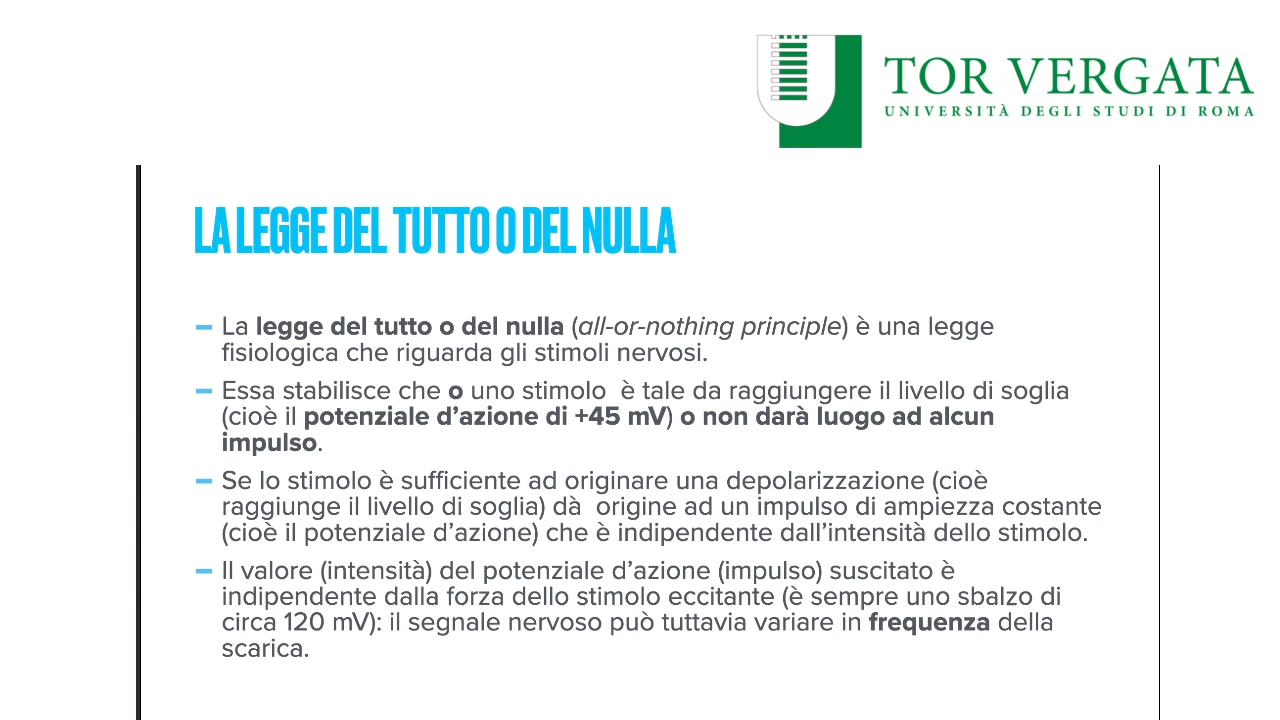 TOR VERGATA
UNIVERSITÀ DEGLI STUDI DI ROMA
LA LEGGE DEL TUTTO O DEL NULLA
– La legge del tutto o del nulla (all-or-nothing principle) è una legge
fisiologica che riguarda gli stimoli nervosi.
– Essa stabilisce che o uno stimolo  è tale da raggiungere il livello di soglia
(cioè il potenziale d’azione di +45 mV) o non darà luogo ad alcun
impulso.
– Se lo stimolo è sufficiente ad originare una depolarizzazione (cioè
raggiunge il livello di soglia) dà  origine ad un impulso di ampiezza costante
(cioè il potenziale d’azione) che è indipendente dall’intensità dello stimolo.
– Il valore (intensità) del potenziale d’azione (impulso) suscitato è
indipendente dalla forza dello stimolo eccitante (è sempre uno sbalzo di
circa 120 mV): il segnale nervoso può tuttavia variare in frequenza della
scarica.